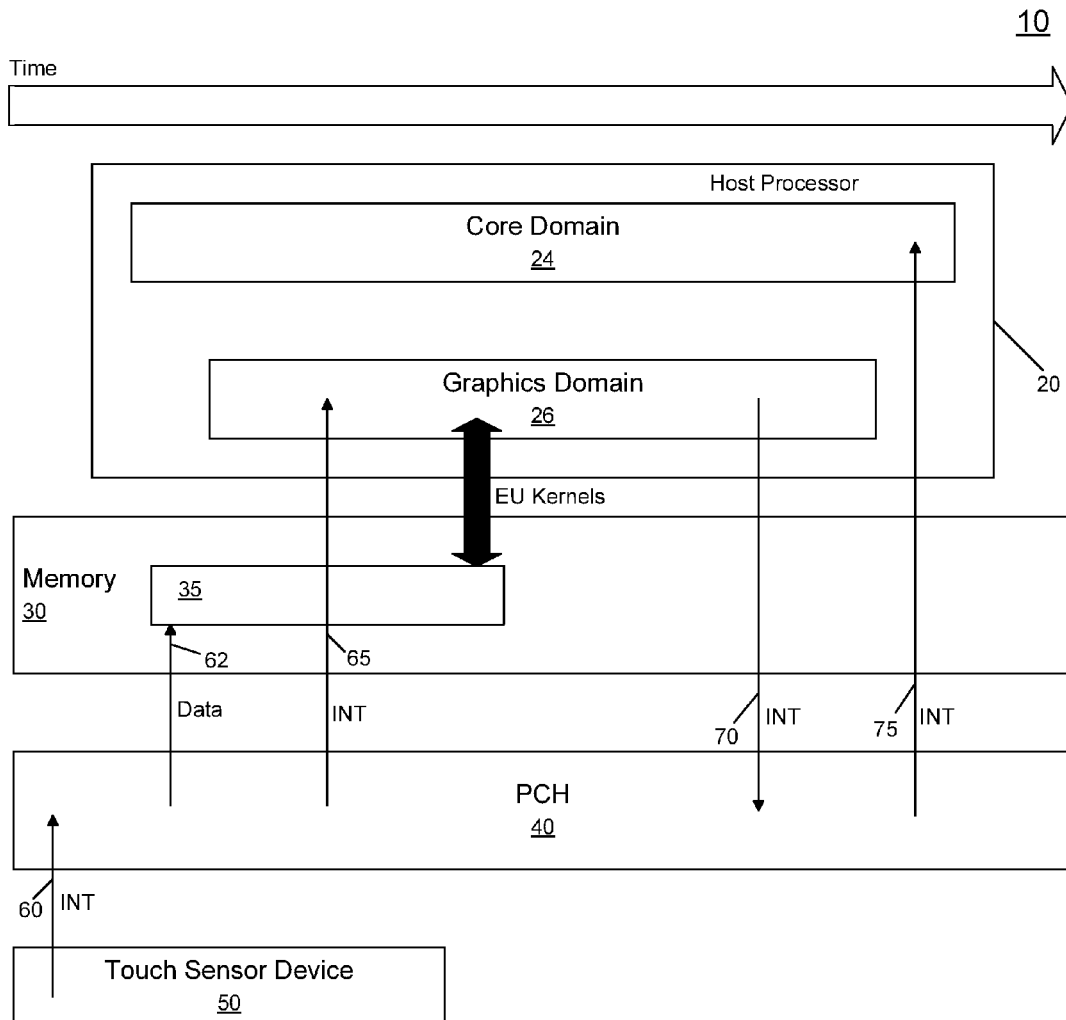 10
Time
Host Processor
Core Domain
24
Graphics Domain
26
20
EU Kernels
Memory
30
35
62
65
Data
INT
70
INT
75
INT
PCH
40
60
INT
Touch Sensor Device
50